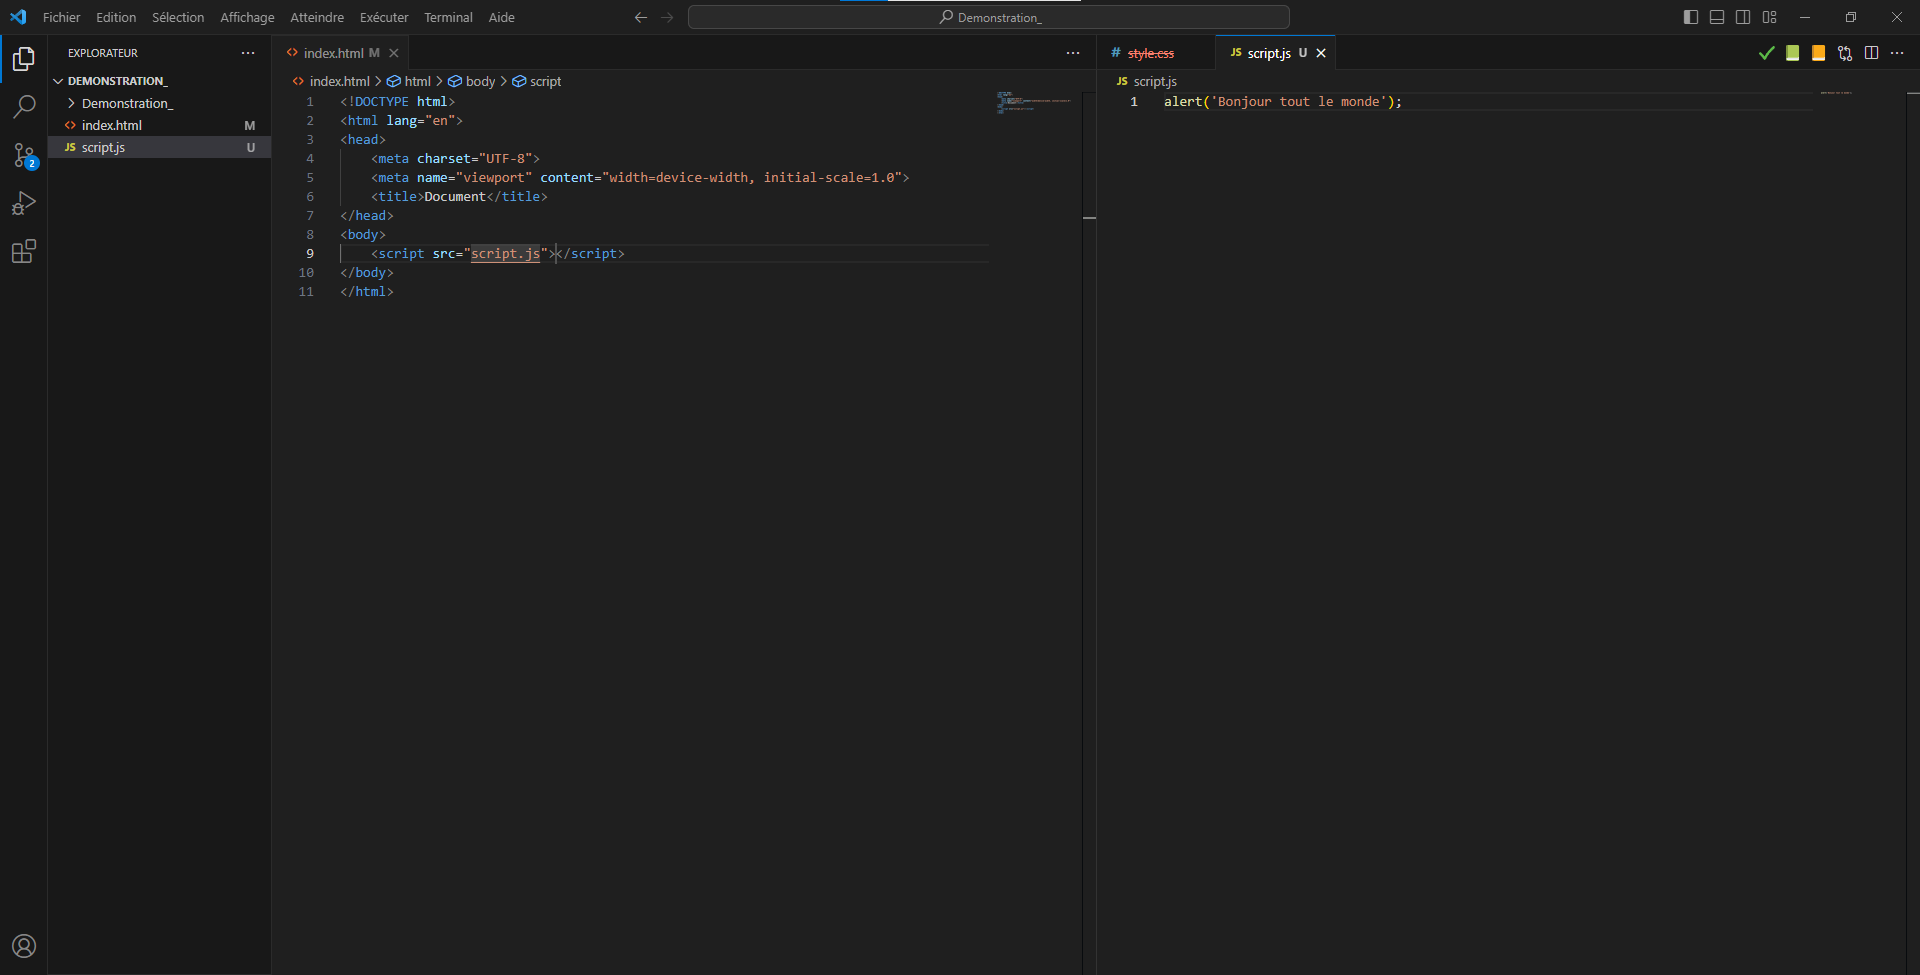 Fichier Edition Sélection Affichage Atteindre Exécuter Terminal Aide
Demonstration_
EXPLORATEUR
DEMONSTRATION_
Demonstration_
index.html M
JS script.js U
2
index.html M
index.html > html > body > script
1 <!DOCTYPE html>
2 <html lang="en">
3 <head>
4 <meta charset="UTF-8">
5 <meta name="viewport" content="width=device-width, initial-scale=1.0">
6 <title>Document</title>
7 </head>
8 <body>
9 <script src="script.js"></script>
10 </body>
11 </html>
# style.css
JS script.js U
JS script.js
1 alert('Bonjour tout le monde');